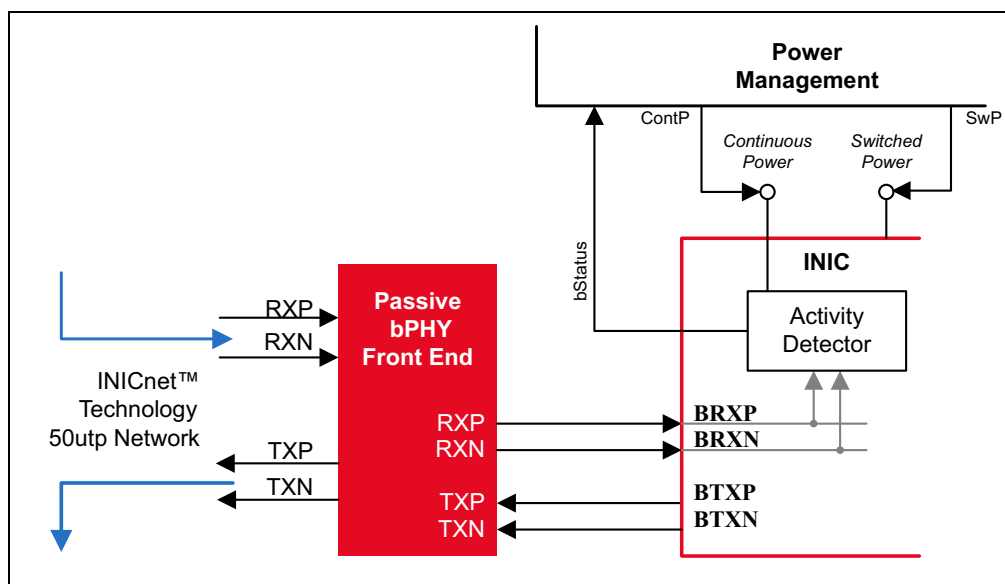 Power
Management
ContP
SwP
Continuous
Power
Switched
Power
bStatus
INIC
Activity
Detector
Passive
bPHY
Front End
RXP
RXN
INICnet™
Technology
50utp Network
TXP
TXN
RXP
RXN
TXP
TXN
BRXP
BRXN
BTXP
BTXN